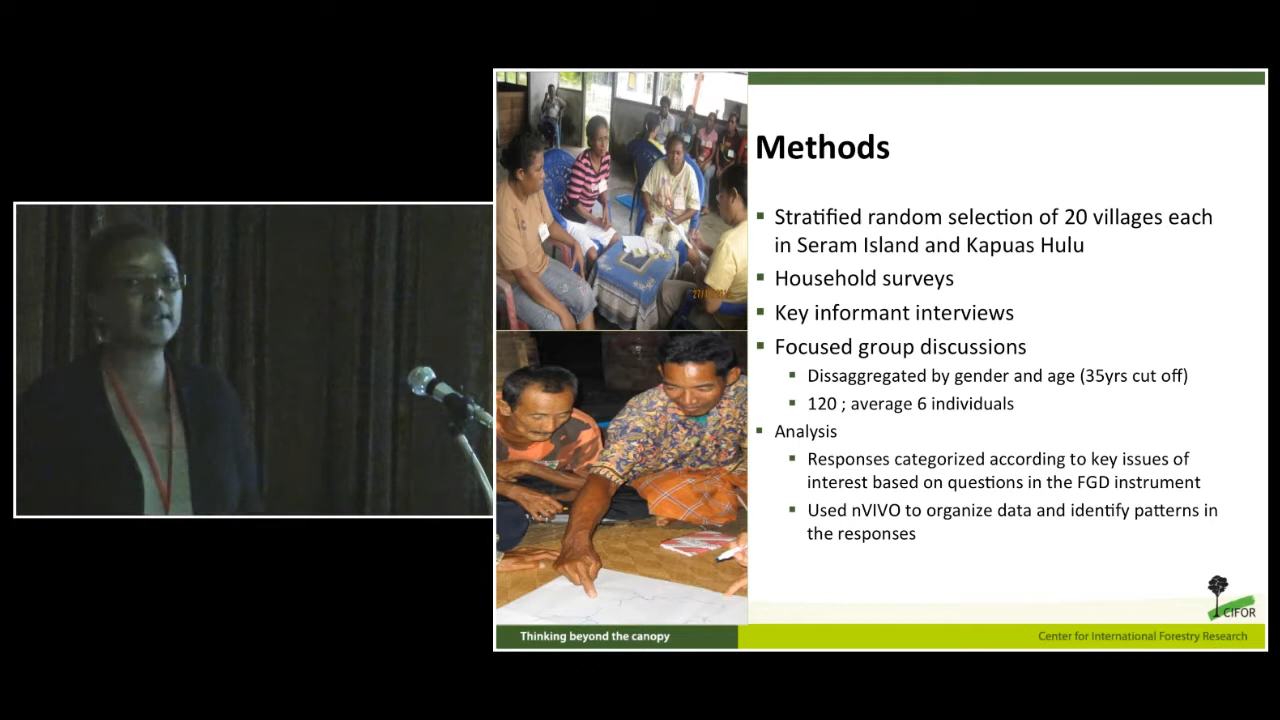 Methods
Stratified random selection of 20 villages each
in Seram Island and Kapuas Hulu
Household surveys
Key informant interviews
Focused group discussions
Dissaggregated by gender and age (35yrs cut off)
120 ; average 6 individuals
Analysis
Responses categorized according to key issues of
interest based on questions in the FGD instrument
Used nVIVO to organize data and identify patterns in
the responses
CIFOR
Thinking beyond the canopy
Center for International Forestry Research